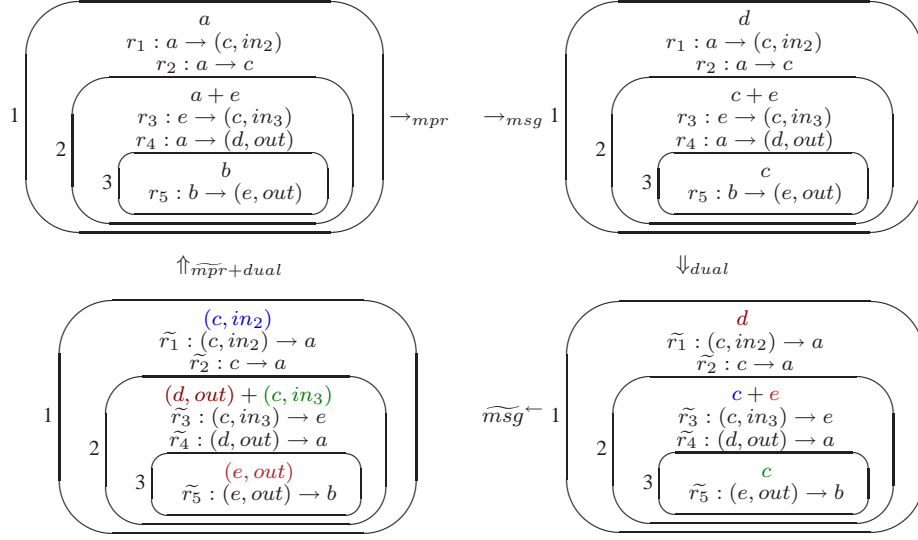 a
r₁ : a → (c, in₂)
r₂ : a → c
1
a + e
r₃ : e → (c, in₃)
r₄ : a → (d, out)
2
b
r₅ : b → (e, out)
3
→mpr →msg
d
r₁ : a → (c, in₂)
r₂ : a → c
1
c + e
r₃ : e → (c, in₃)
r₄ : a → (d, out)
2
c
r₅ : b → (e, out)
3
⇑m̃pr+dual
⇓dual
(c, in₂)
r̃₁ : (c, in₂) → a
r̃₂ : c → a
1
(d, out) + (c, in₃)
r̃₃ : (c, in₃) → e
r̃₄ : (d, out) → a
2
(e, out)
r̃₅ : (e, out) → b
3
m̃sg←
d
r̃₁ : (c, in₂) → a
r̃₂ : c → a
1
c + e
r̃₃ : (c, in₃) → e
r̃₄ : (d, out) → a
2
c
r̃₅ : (e, out) → b
3